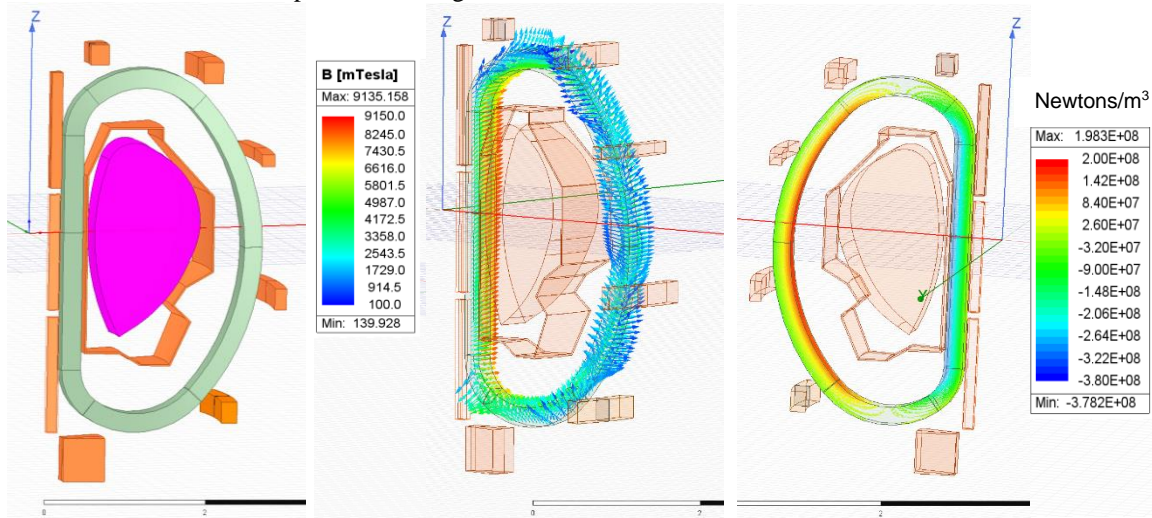 Z
0
2
B [mTesla]
Max: 9135.158
9150.0
8245.0
7430.5
6616.0
5801.5
4987.0
4172.5
3358.0
2543.5
1729.0
914.5
100.0
Min: 139.928
Z
0
2
Z
Y
2
Newtons/m³
Max: 1.983E+08
2.00E+08
1.42E+08
8.40E+07
2.60E+07
-3.20E+07
-9.00E+07
-1.48E+08
-2.06E+08
-2.64E+08
-3.22E+08
-3.80E+08
Min: -3.782E+08